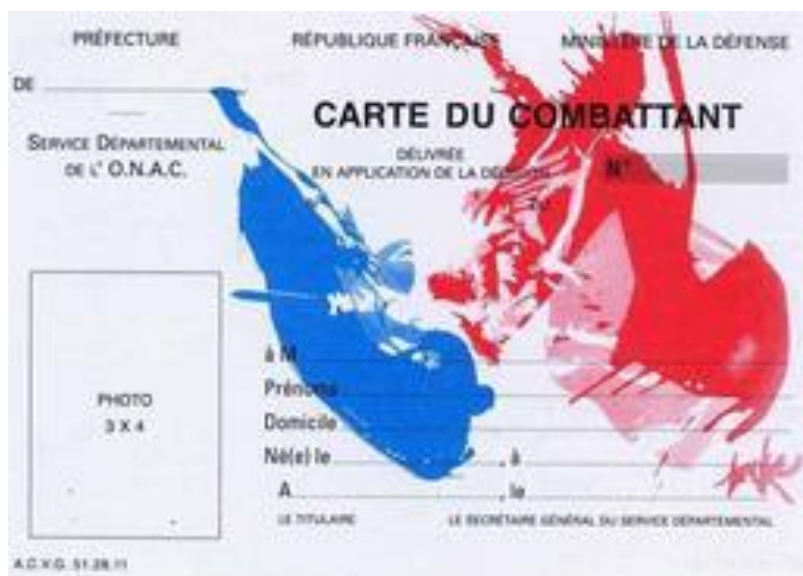 PRÉFECTURE
DE
SERVICE DÉPARTEMENTAL
DE L' O.N.A.C.
RÉPUBLIQUE FRANÇAISE
MINISTÈRE DE LA DÉFENSE
CARTE DU COMBATTANT
DÉLIVRÉE
EN APPLICATION DE LA DÉCISION
N°
PHOTO
3 X 4
à M
Prénoms
Domicile
Né(e) le , à
A , le
LE TITULAIRE
LE SECRÉTAIRE GÉNÉRAL DU SERVICE DÉPARTEMENTAL
A.C.V.G. 51.28.11